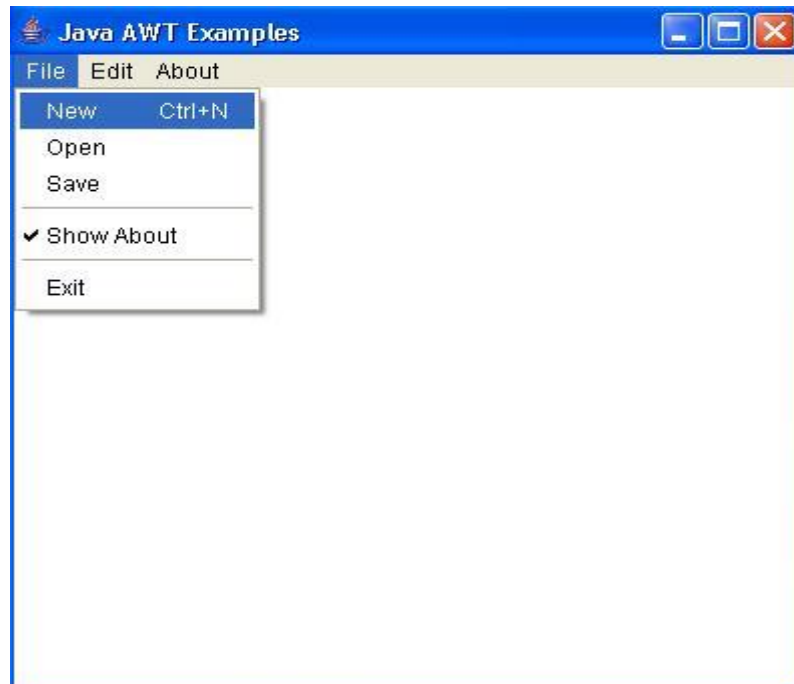 Java AWT Examples
File Edit About
New Ctrl+N
Open
Save
Show About
Exit